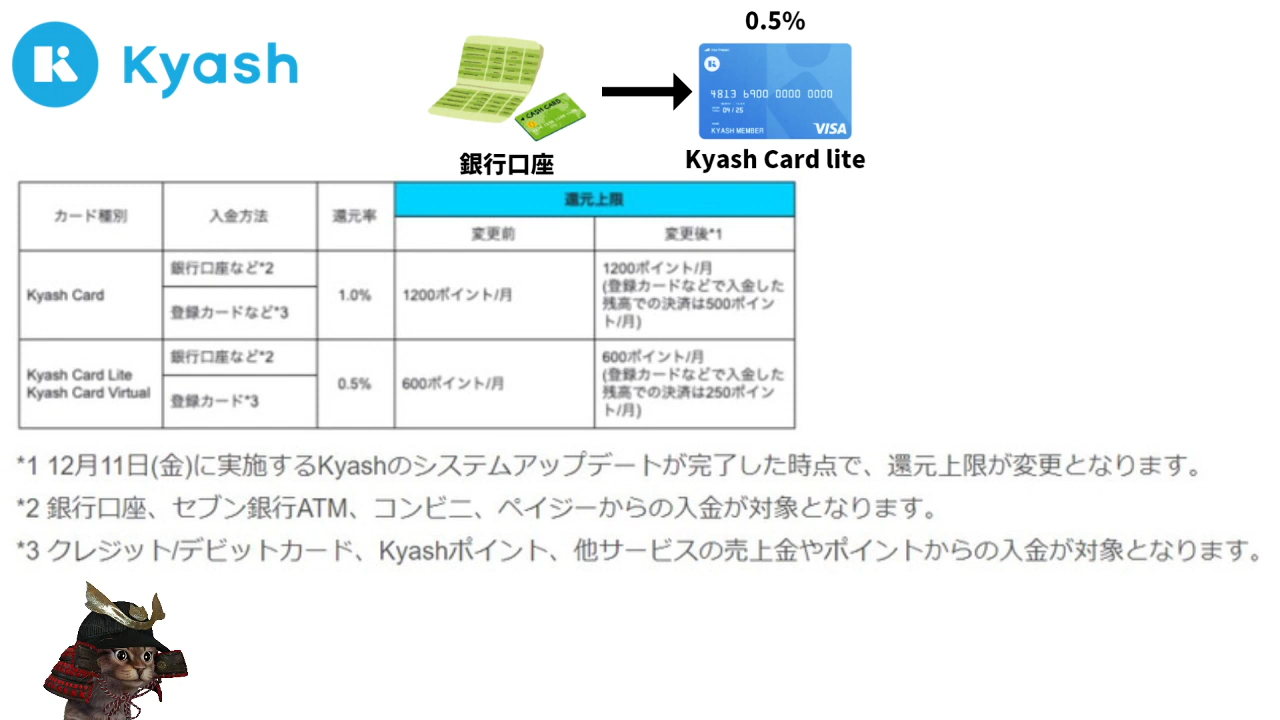 Kyash
0.5%
CASH CARD
4813 6900 0000 0000
04/25
KYASH MEMBER
VISA
銀行口座
Kyash Card lite
カード種別
入金方法
還元率
還元上限
変更前
変更後*1
Kyash Card
銀行口座など*2
登録カードなど*3
1.0%
1200ポイント/月
1200ポイント/月
(登録カードなどで入金した
残高での決済は500ポイン
ト/月)
Kyash Card Lite
Kyash Card Virtual
銀行口座など*2
登録カード*3
0.5%
600ポイント/月
600ポイント/月
(登録カードなどで入金した
残高での決済は250ポイン
ト/月)
*1 12月11日(金)に実施するKyashのシステムアップデートが完了した時点で、還元上限が変更となります。
*2 銀行口座、セブン銀行ATM、コンビニ、ペイジーからの入金が対象となります。
*3 クレジット/デビットカード、Kyashポイント、他サービスの売上金やポイントからの入金が対象となります。